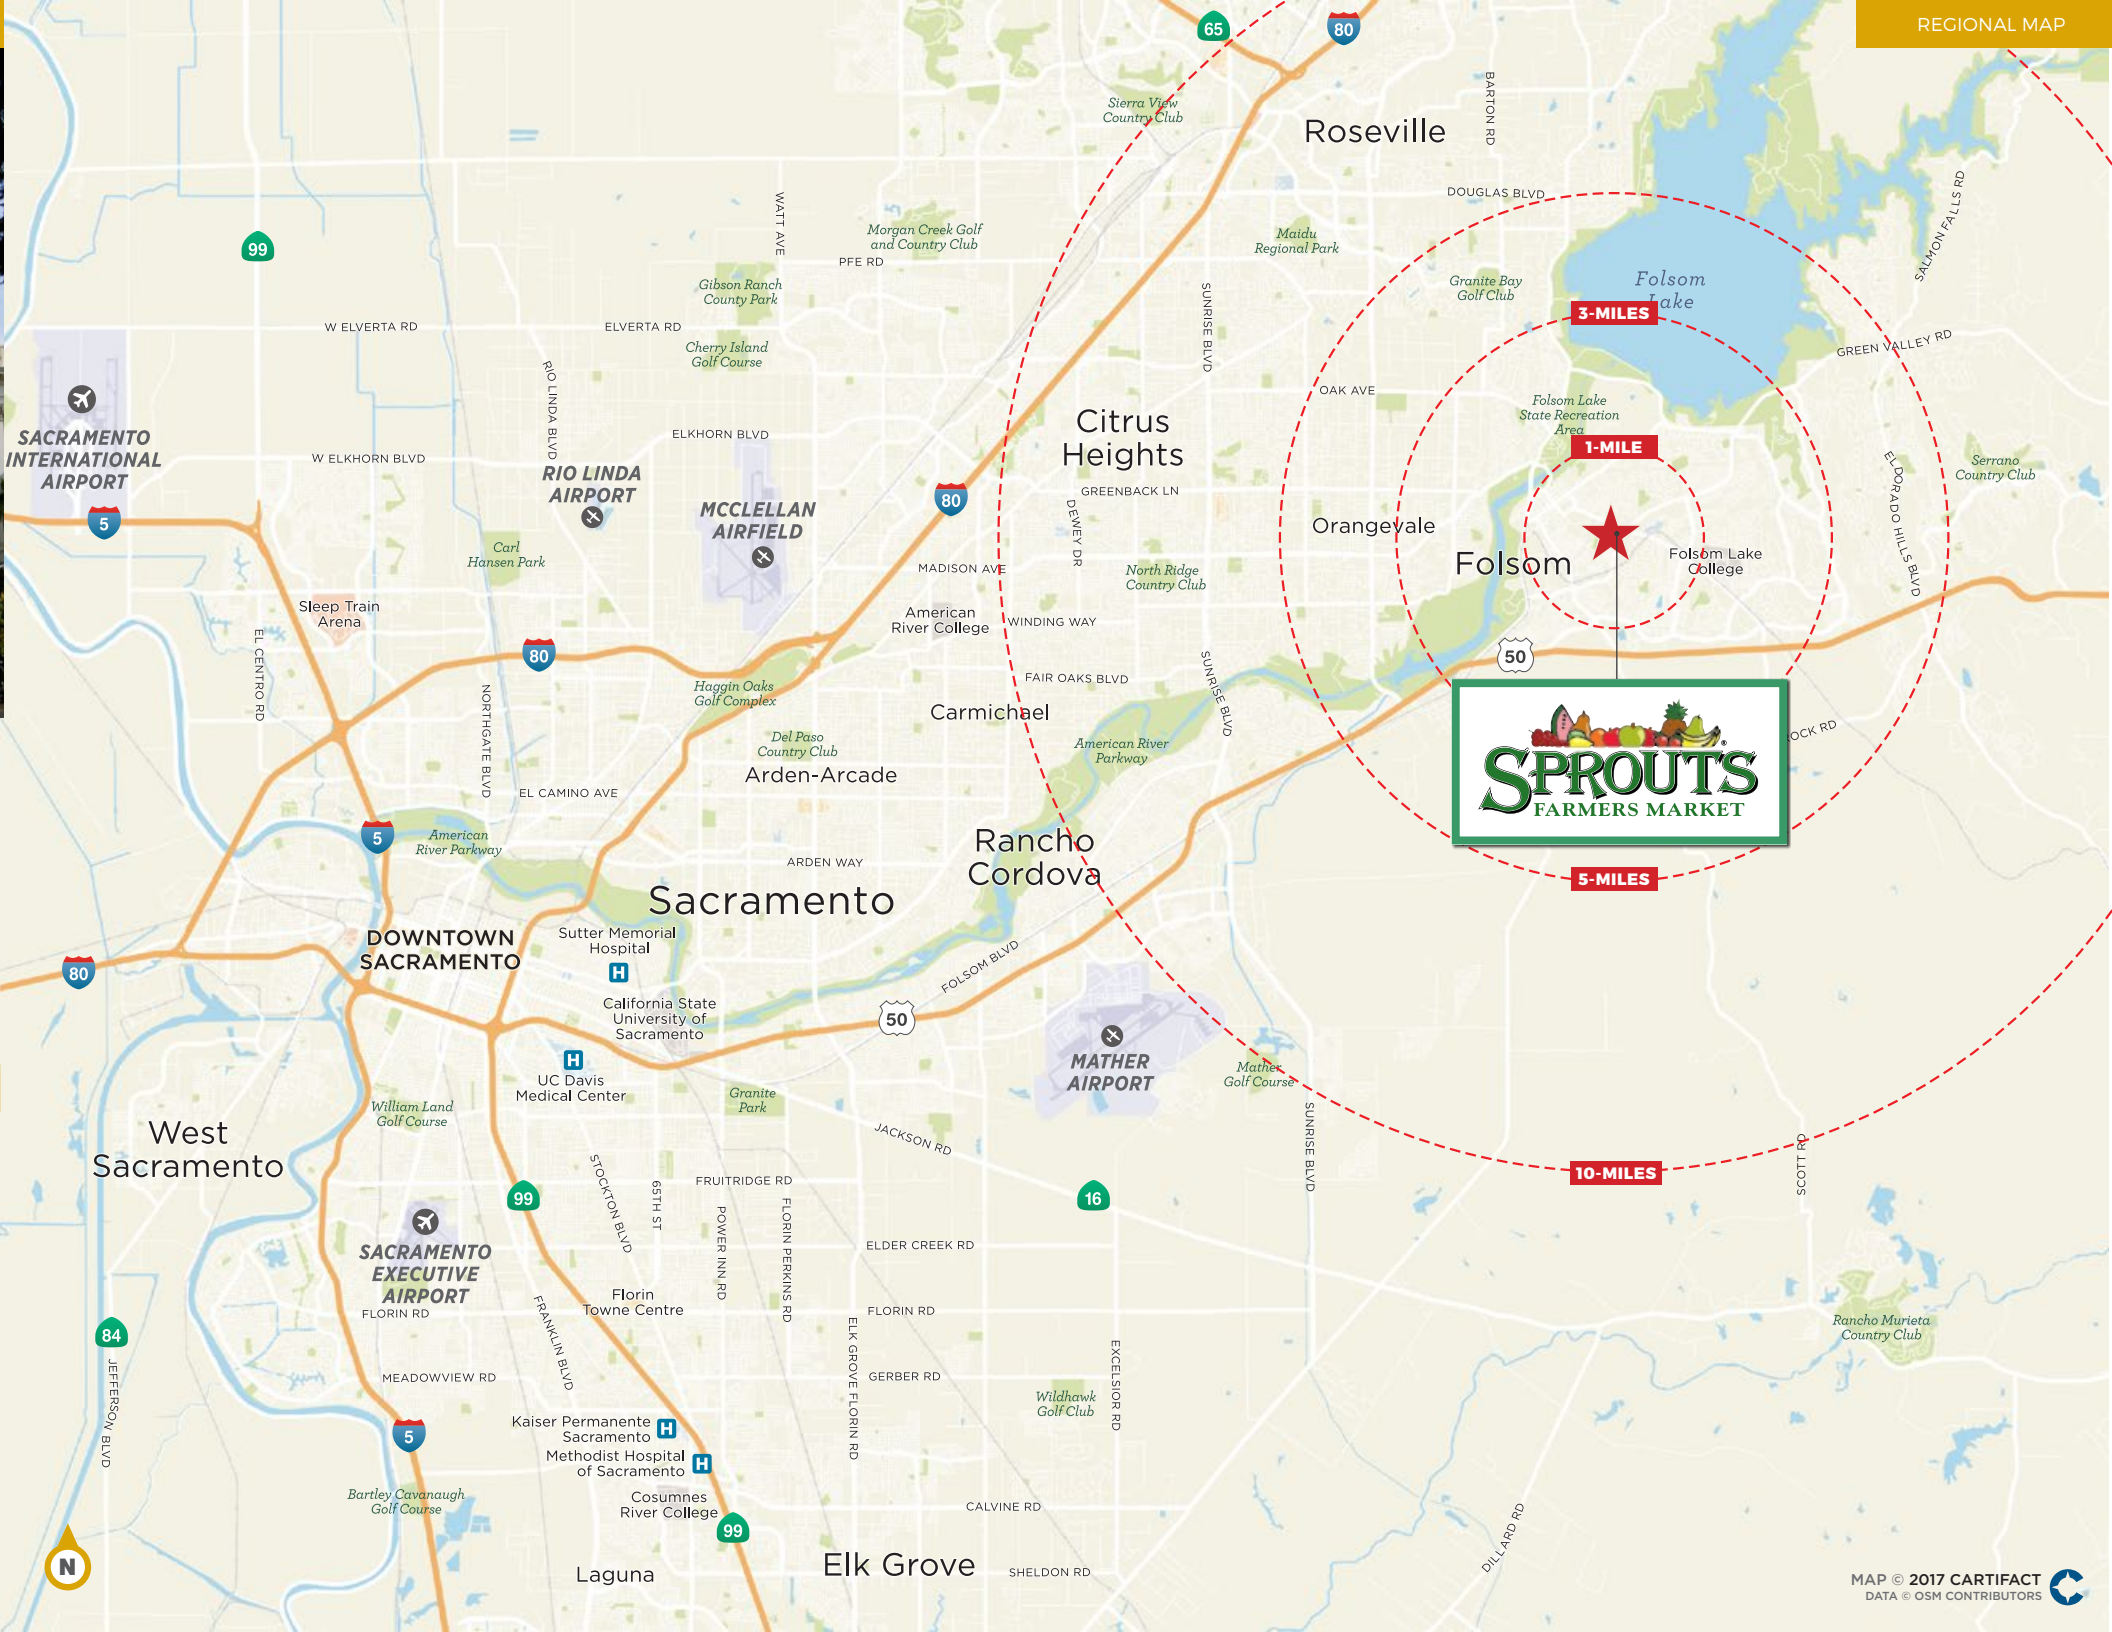 REGIONAL MAP
65
80
Sierra View
Country Club
Roseville
BARTON RD
DOUGLAS BLVD
SALMON FALLS RD
99
WATT AVE
Morgan Creek Golf
and Country Club
PFE RD
Maidu
Regional Park
Gibson Ranch
County Park
Granite Bay
Golf Club
Folsom
Lake
3-MILES
SUNRISE BLVD
W ELVERTA RD
ELVERTA RD
Cherry Island
Golf Course
GREEN VALLEY RD
RIO LINDA BLVD
OAK AVE
Folsom Lake
State Recreation
Area
1-MILE
Citrus
Heights
SACRAMENTO
INTERNATIONAL
AIRPORT
ELKHORN BLVD
W ELKHORN BLVD
RIO LINDA
AIRPORT
MCCLELLAN
AIRFIELD
80
GREENBACK LN
DEWEY DR
EL DORADO HILLS BLVD
Serrano
Country Club
5
Orangevale
Folsom
Folsom Lake
College
Carl
Hansen Park
MADISON AVE
North Ridge
Country Club
Sleep Train
Arena
American
River College
WINDING WAY
EL CENTRO RD
80
50
Haggin Oaks
Golf Complex
FAIR OAKS BLVD
SUNRISE BLVD
NORTHGATE BLVD
Carmichael
Del Paso
Country Club
American River
Parkway
OCK RD
SPROUTS
FARMERS MARKET
Arden-Arcade
EL CAMINO AVE
5
American
River Parkway
Rancho
Cordova
ARDEN WAY
5-MILES
Sacramento
DOWNTOWN
SACRAMENTO
Sutter Memorial
Hospital
H
FOLSOM BLVD
80
California State
University of
Sacramento
50
H
UC Davis
Medical Center
MATHER
AIRPORT
Mather
Golf Course
William Land
Golf Course
Granite
Park
West
Sacramento
JACKSON RD
SUNRISE BLVD
SCOTT RD
10-MILES
STOCKTON BLVD
65TH ST
FRUITRIDGE RD
99
16
POWER INN RD
FLORIN PERKINS RD
SACRAMENTO
EXECUTIVE
AIRPORT
ELDER CREEK RD
Florin
Towne Centre
FLORIN RD
FLORIN RD
FRANKLIN BLVD
84
JEFFERSON BLVD
ELK GROVE FLORIN RD
EXCELSIOR RD
Rancho Murieta
Country Club
MEADOWVIEW RD
GERBER RD
Wildhawk
Golf Club
Kaiser Permanente
Sacramento
H
5
Methodist Hospital
of Sacramento
H
Bartley Cavanaugh
Golf Course
Cosumnes
River College
CALVINE RD
99
DILLARD RD
N
Laguna
Elk Grove
SHELDON RD
MAP © 2017 CARTIFACT
DATA © OSM CONTRIBUTORS